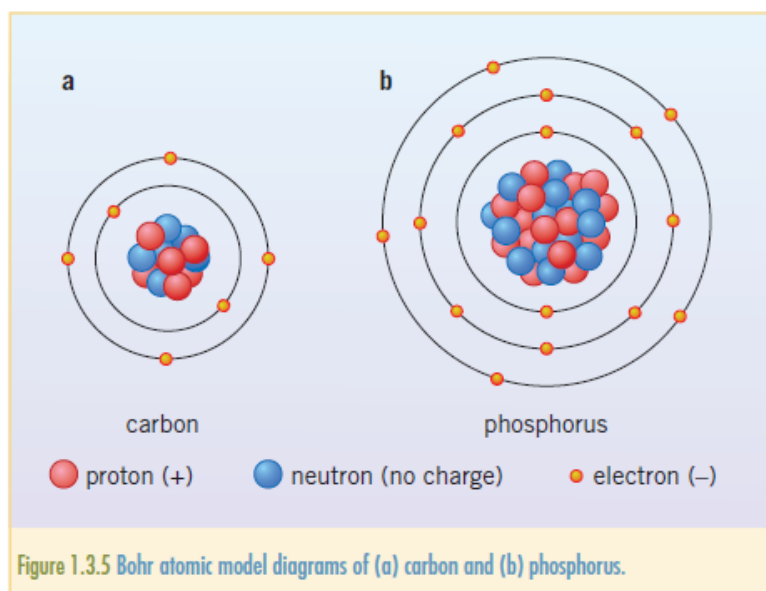 a
b
carbon
phosphorus
proton (+)
neutron (no charge)
electron (–)
Figure 1.3.5 Bohr atomic model diagrams of (a) carbon and (b) phosphorus.